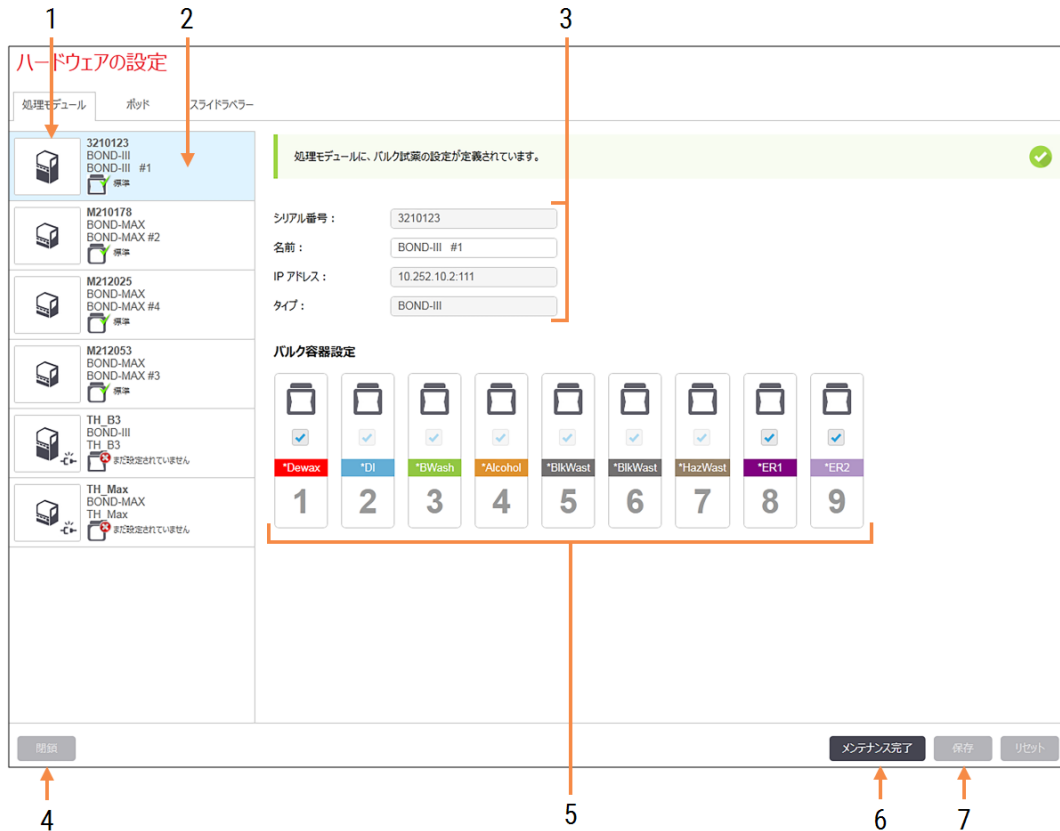 1 2 3
ハードウェアの設定
処理モジュール ポッド スライドラベラー
3210123
BOND-III
BOND-III #1
標準
M210178
BOND-MAX
BOND-MAX #2
標準
M212025
BOND-MAX
BOND-MAX #4
標準
M212053
BOND-MAX
BOND-MAX #3
標準
TH_B3
BOND-III
TH_B3
まだ設定されていません
TH_Max
BOND-MAX
TH_Max
まだ設定されていません
処理モジュールに、バルク試薬の設定が定義されています。
シリアル番号： 3210123
名前： BOND-III #1
IP アドレス： 10.252.10.2:111
タイプ： BOND-III
バルク容器設定
*Dewax *DI *BWash *Alcohol *BlkWast *BlkWast *HazWast *ER1 *ER2
1 2 3 4 5 6 7 8 9
閉鎖 メンテナンス完了 保存 リセット
4 5 6 7